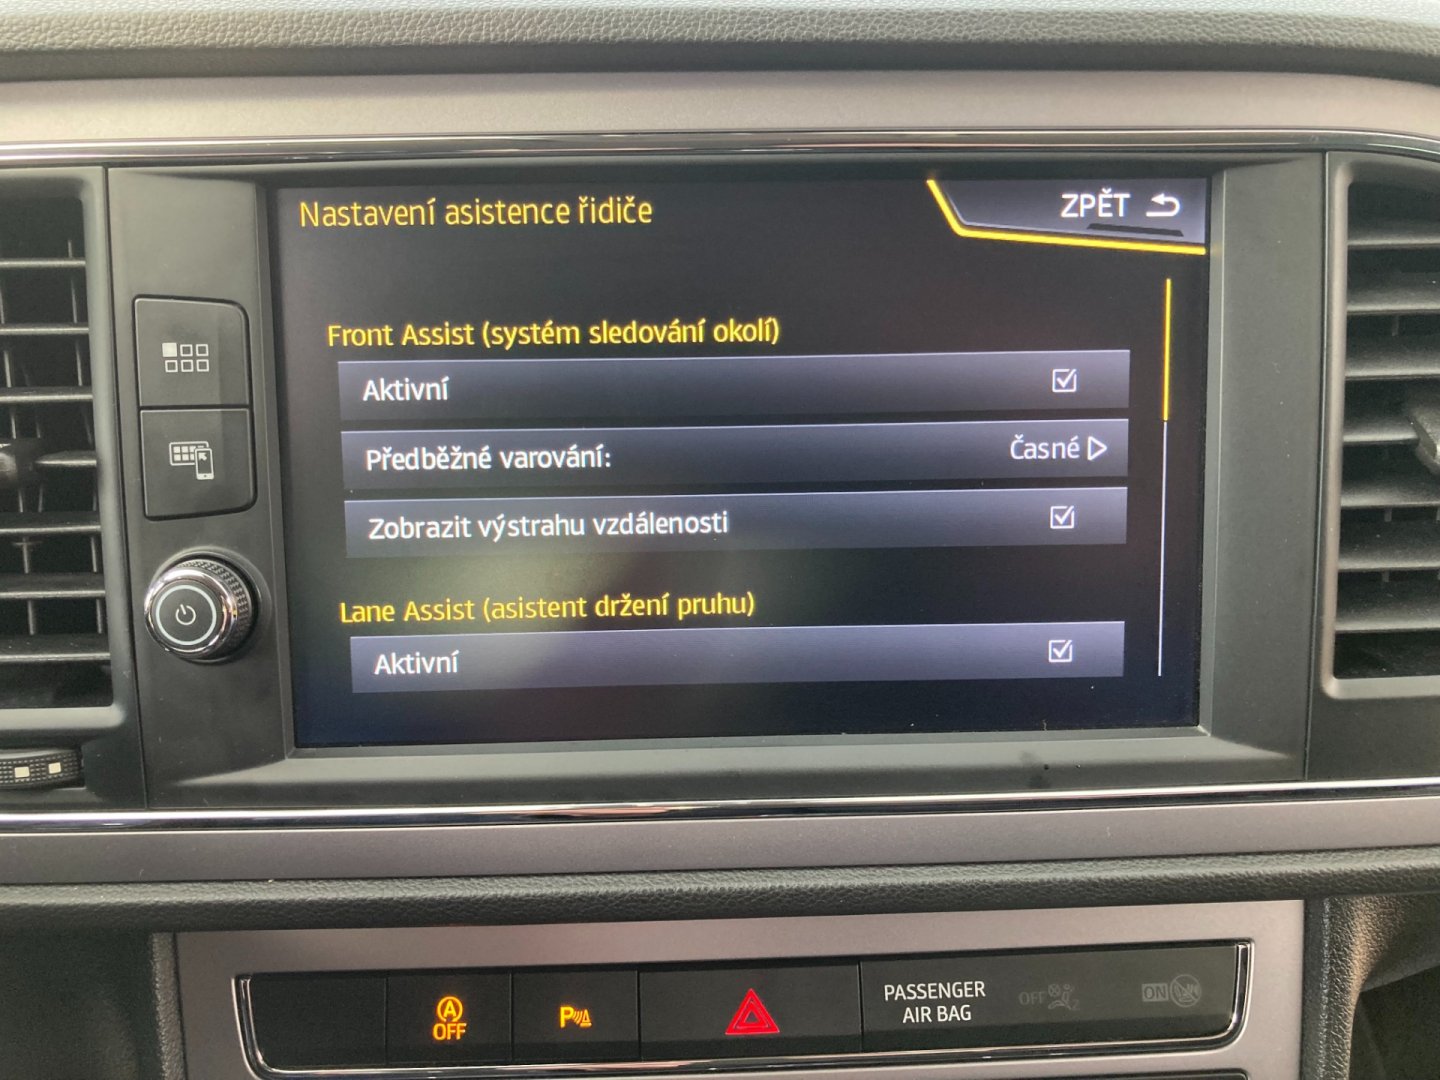 Nastavení asistence řidiče
ZPĚT
Front Assist (systém sledování okolí)
Aktivní
Předběžné varování: Časné
Zobrazit výstrahu vzdálenosti
Lane Assist (asistent držení pruhu)
Aktivní
A
OFF
P
PASSENGER
AIR BAG
OFF
2
ON